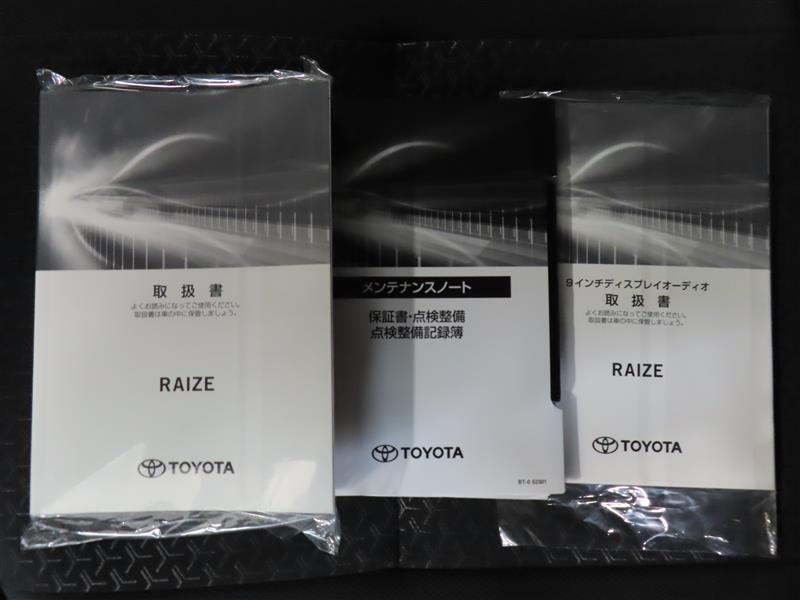 取扱書
よくお読みになってご使用ください。
取扱書は車の中に保管しましょう。
RAIZE
TOYOTA
メンテナンスノート
保証書・点検整備
点検整備記録簿
TOYOTA
BT-0 52301
9インチディスプレイオーディオ
取扱書
よくお読みになってご使用ください。
取扱書は車の中に保管しましょう。
RAIZE
TOYOTA